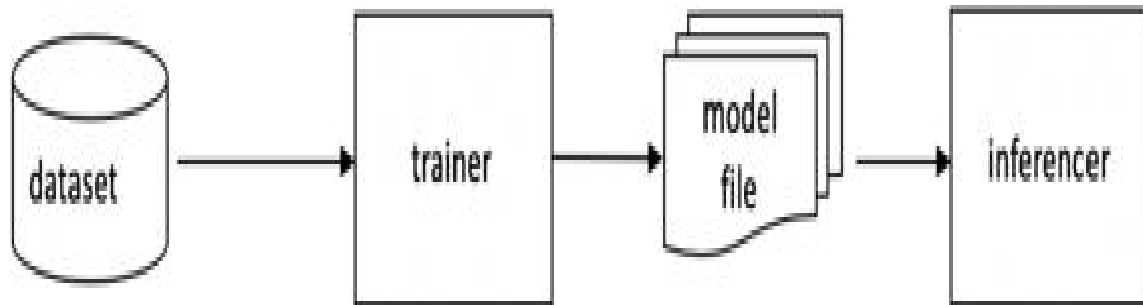 dataset
trainer
model
file
inferencer